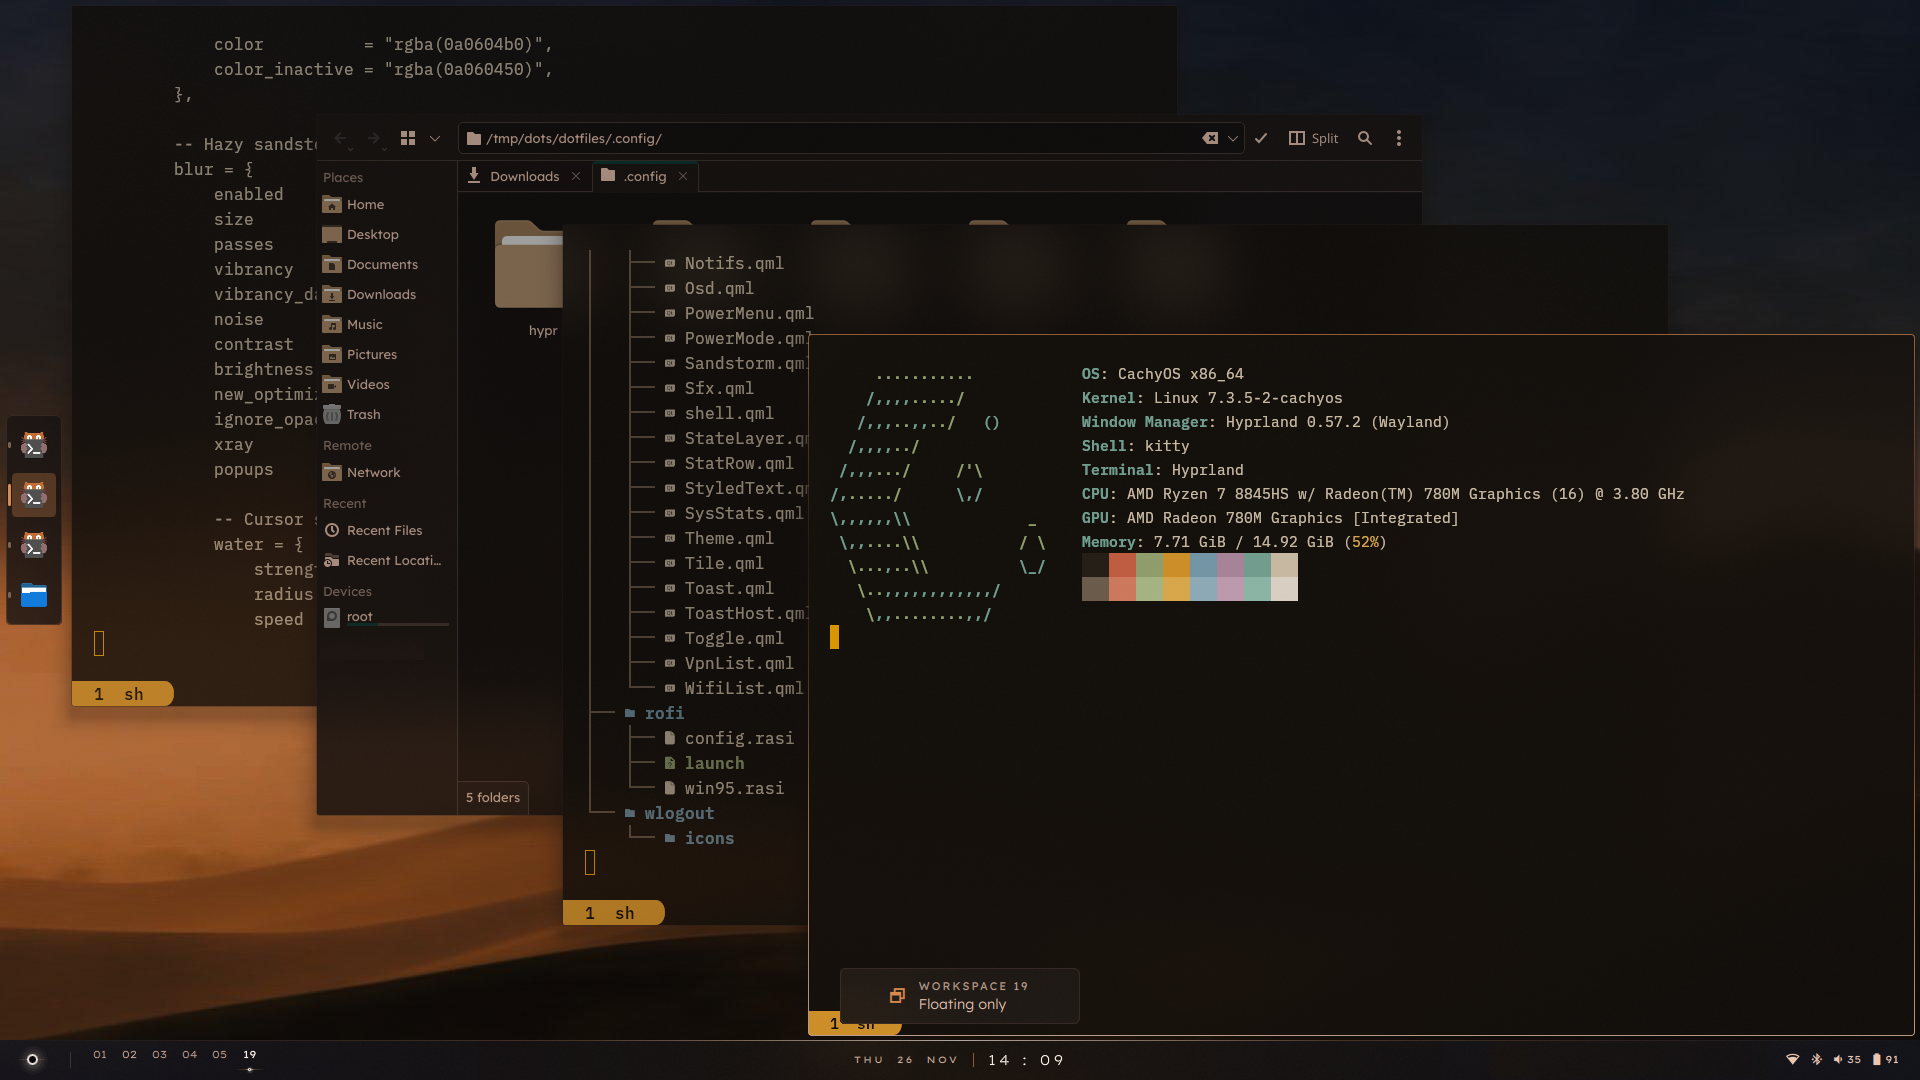 color = "rgba(0a0604b0)",
color_inactive = "rgba(0a060450)",
},
-- Hazy sandst
blur = {
enabled
size
passes
vibrancy
vibrancy_da
noise
contrast
brightness
new_optimi
ignore_opa
xray
popups
-- Cursor
water = {
streng
radius
speed
1 sh
/tmp/dots/dotfiles/.config/
Split
Downloads
.config
Places
Home
Desktop
Documents
Downloads
Music
Pictures
Videos
Trash
Remote
Network
Recent
Recent Files
Recent Locati...
Devices
root
hypr
5 folders
Notifs.qml
Osd.qml
PowerMenu.qml
PowerMode.qml
Sandstorm.qml
Sfx.qml
shell.qml
StateLayer.qm
StatRow.qml
StyledText.qm
SysStats.qml
Theme.qml
Tile.qml
Toast.qml
ToastHost.qml
Toggle.qml
VpnList.qml
WifiList.qml
rofi
config.rasi
launch
win95.rasi
wlogout
icons
1 sh
OS: CachyOS x86_64
Kernel: Linux 7.3.5-2-cachyos
Window Manager: Hyprland 0.57.2 (Wayland)
Shell: kitty
Terminal: Hyprland
CPU: AMD Ryzen 7 8845HS w/ Radeon(TM) 780M Graphics (16) @ 3.80 GHz
GPU: AMD Radeon 780M Graphics [Integrated]
Memory: 7.71 GiB / 14.92 GiB (52%)
WORKSPACE 19
Floating only
1 sh
01 02 03 04 05 19
THU 26 NOV | 14 : 09
35 91